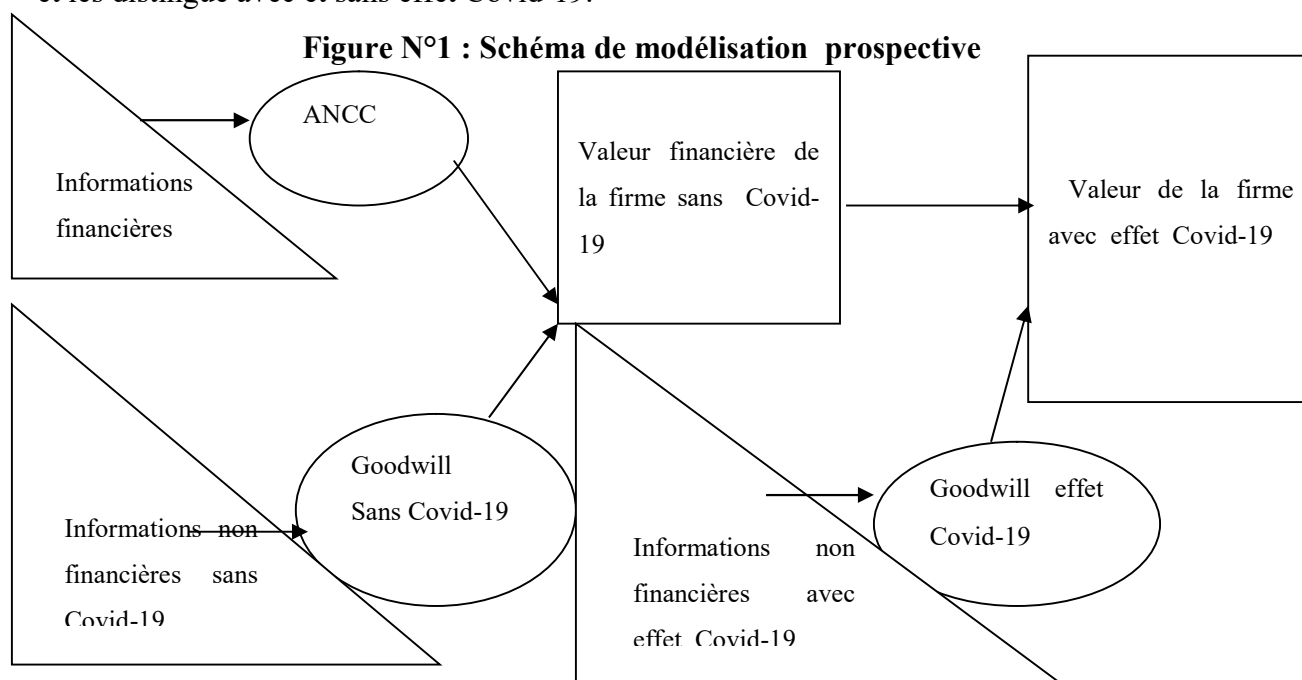 et les distingue avec et sans effet Covid-19.
Figure N°1 : Schéma de modélisation prospective
ANCC
Informations
financières
Valeur financière de
la firme sans Covid-
19
Valeur de la firme
avec effet Covid-19
Goodwill
Sans Covid-19
Informations non
financières sans
Covid-19
Goodwill effet
Covid-19
Informations non
financières avec
effet Covid-19